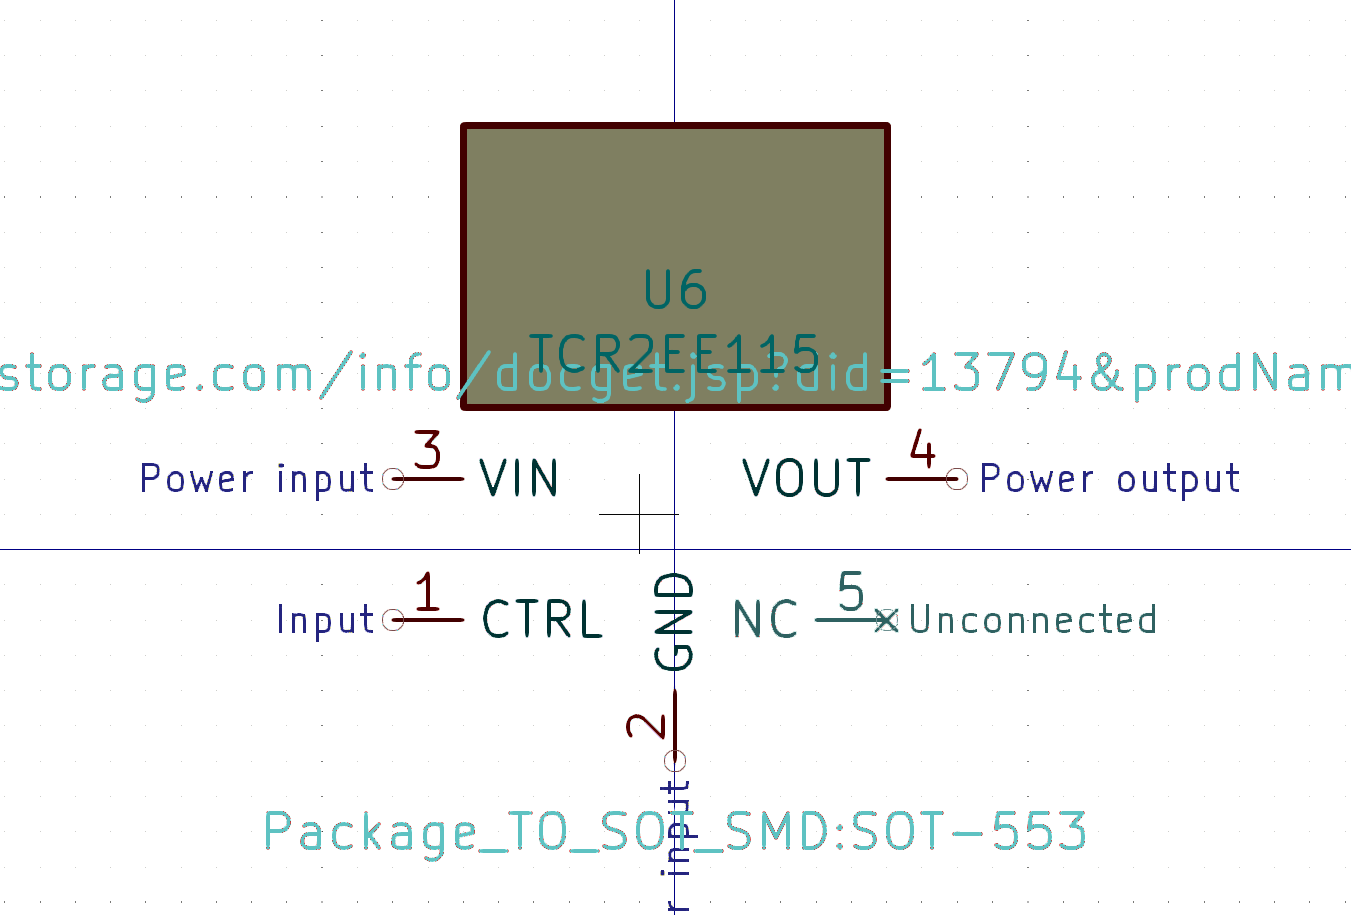 U6
TCR2EE115
storage.com/info/docget.jsp?did=13794&prodNam
Power input 3 VIN VOUT 4 Power output
Input 1 CTRL GND NC 5 Unconnected
2
r input
Package_TO_SOT_SMD:SOT-553